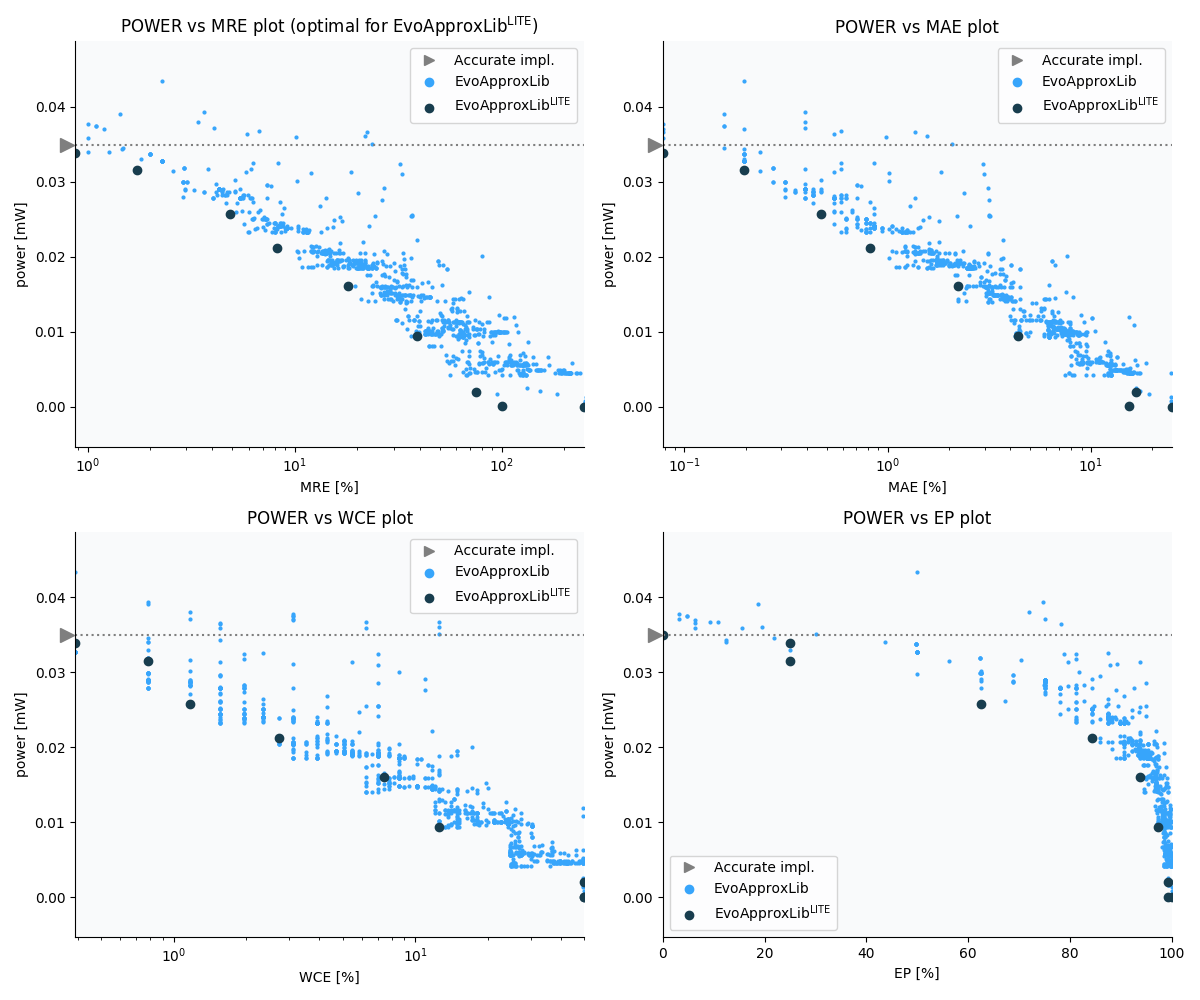 POWER vs MRE plot (optimal for EvoApproxLib^LITE)
Accurate impl.
EvoApproxLib
EvoApproxLib^LITE
0.04
0.03
0.02
0.01
0.00
power [mW]
10^0
10^1
10^2
MRE [%]
POWER vs MAE plot
Accurate impl.
EvoApproxLib
EvoApproxLib^LITE
0.04
0.03
0.02
0.01
0.00
power [mW]
10^−1
10^0
10^1
MAE [%]
POWER vs WCE plot
Accurate impl.
EvoApproxLib
EvoApproxLib^LITE
0.04
0.03
0.02
0.01
0.00
power [mW]
10^0
10^1
WCE [%]
POWER vs EP plot
0.04
0.03
0.02
0.01
0.00
power [mW]
Accurate impl.
EvoApproxLib
EvoApproxLib^LITE
0
20
40
60
80
100
EP [%]